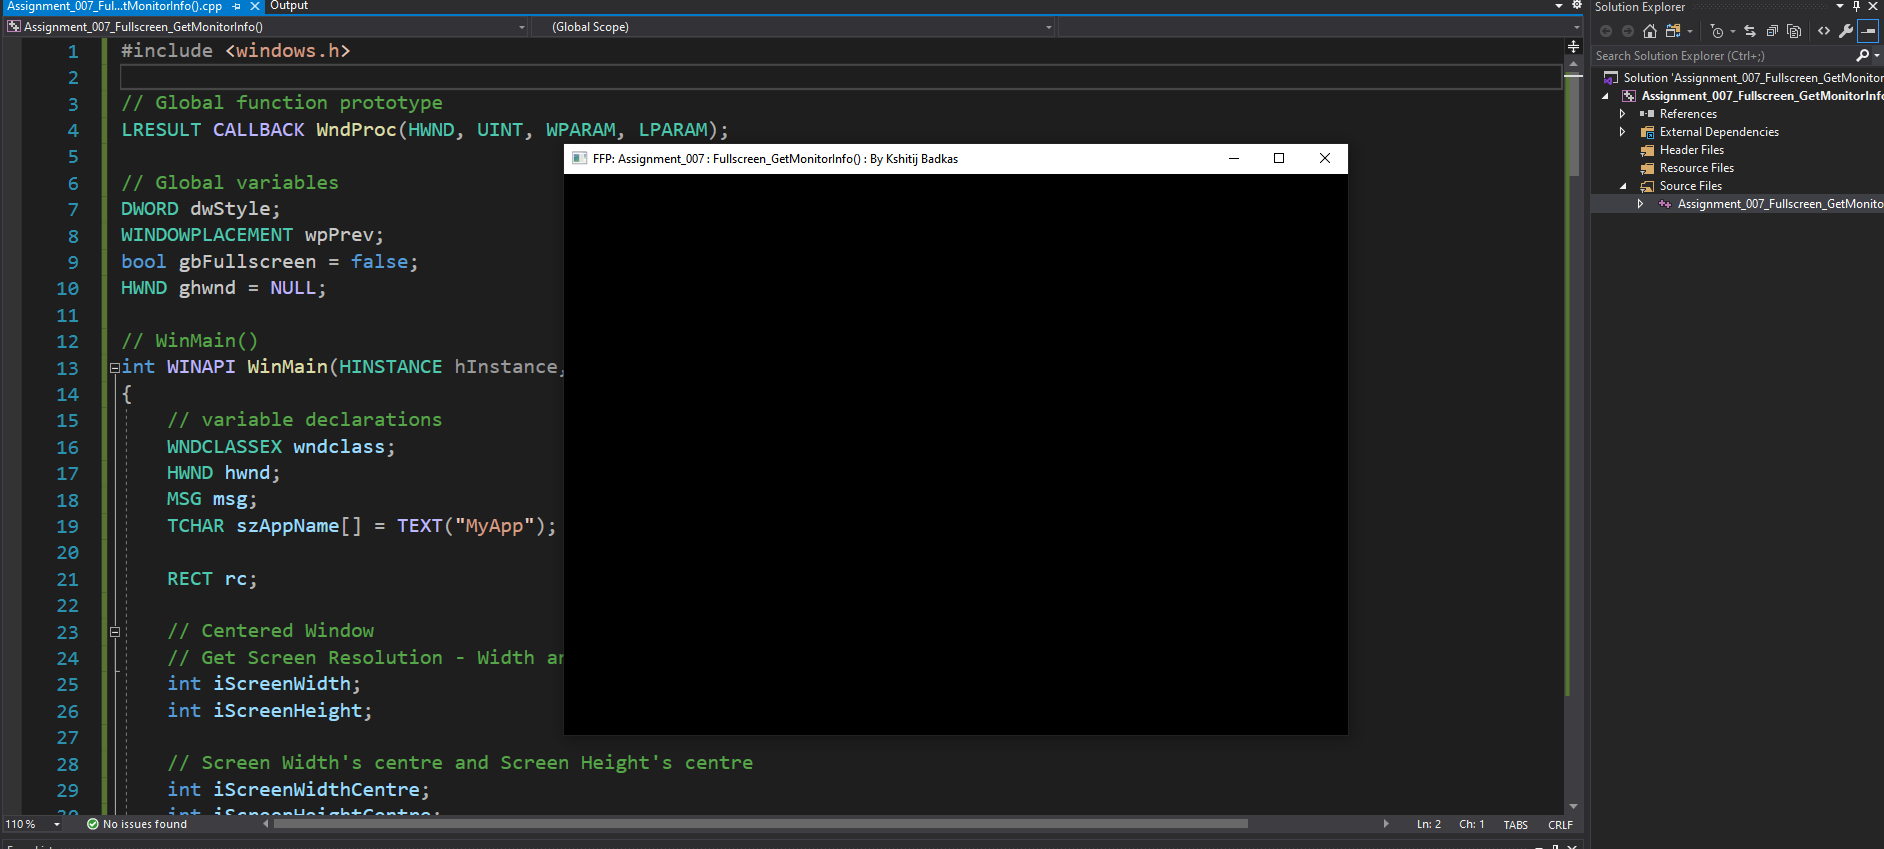 Assignment_007_Ful...tMonitorInfo().cpp Output
Assignment_007_Fullscreen_GetMonitorInfo() (Global Scope)
1 #include <windows.h>
2
3 // Global function prototype
4 LRESULT CALLBACK WndProc(HWND, UINT, WPARAM, LPARAM);
5
6 // Global variables
7 DWORD dwStyle;
8 WINDOWPLACEMENT wpPrev;
9 bool gbFullscreen = false;
10 HWND ghwnd = NULL;
11
12 // WinMain()
13 int WINAPI WinMain(HINSTANCE hInstance,
14 {
15 // variable declarations
16 WNDCLASSEX wndclass;
17 HWND hwnd;
18 MSG msg;
19 TCHAR szAppName[] = TEXT("MyApp");
20
21 RECT rc;
22
23 // Centered Window
24 // Get Screen Resolution - Width an
25 int iScreenWidth;
26 int iScreenHeight;
27
28 // Screen Width's centre and Screen Height's centre
29 int iScreenWidthCentre;
30 int iScreenHeightCentre;
110 % No issues found Ln: 2 Ch: 1 TABS CRLF
FFP: Assignment_007 : Fullscreen_GetMonitorInfo() : By Kshitij Badkas
Solution Explorer
Search Solution Explorer (Ctrl+;)
Solution 'Assignment_007_Fullscreen_GetMonitor
Assignment_007_Fullscreen_GetMonitorInfo
References
External Dependencies
Header Files
Resource Files
Source Files
Assignment_007_Fullscreen_GetMonito